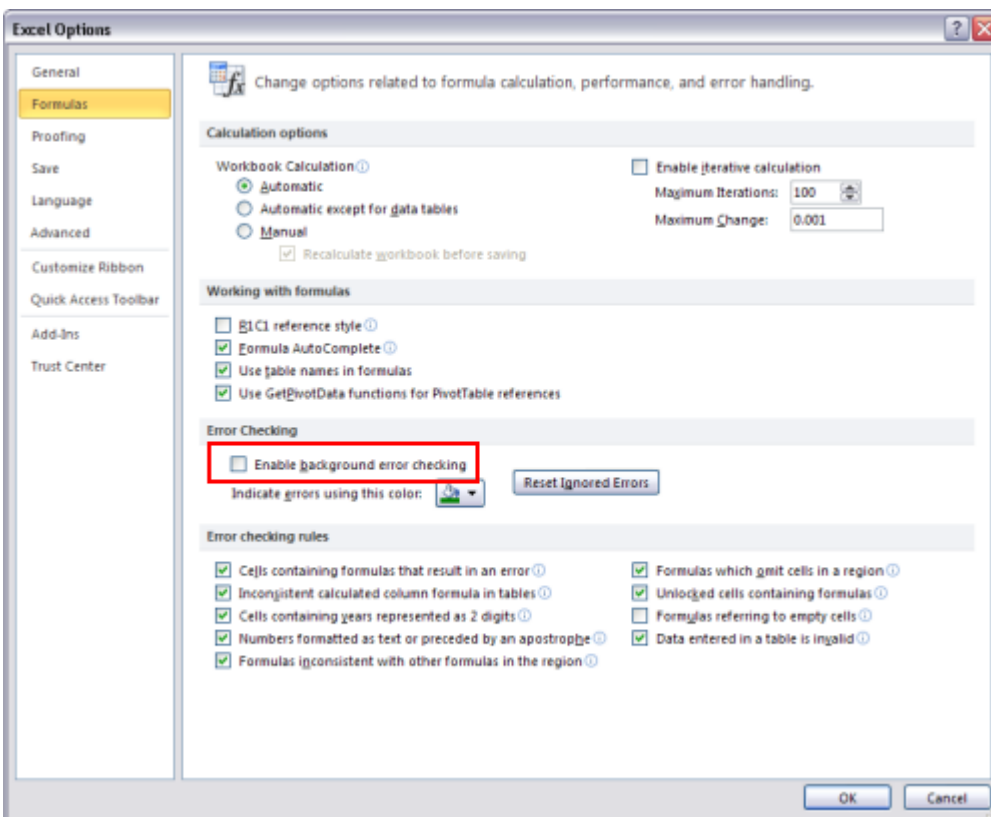 Excel Options
General
Formulas
Proofing
Save
Language
Advanced
Customize Ribbon
Quick Access Toolbar
Add-Ins
Trust Center
Change options related to formula calculation, performance, and error handling.
Calculation options
Workbook Calculation
Automatic
Automatic except for data tables
Manual
Recalculate workbook before saving
Enable iterative calculation
Maximum Iterations: 100
Maximum Change: 0.001
Working with formulas
R1C1 reference style
Formula AutoComplete
Use table names in formulas
Use GetPivotData functions for PivotTable references
Error Checking
Enable background error checking
Indicate errors using this color:
Reset Ignored Errors
Error checking rules
Cells containing formulas that result in an error
Inconsistent calculated column formula in tables
Cells containing years represented as 2 digits
Numbers formatted as text or preceded by an apostrophe
Formulas inconsistent with other formulas in the region
Formulas which omit cells in a region
Unlocked cells containing formulas
Formulas referring to empty cells
Data entered in a table is invalid
OK
Cancel